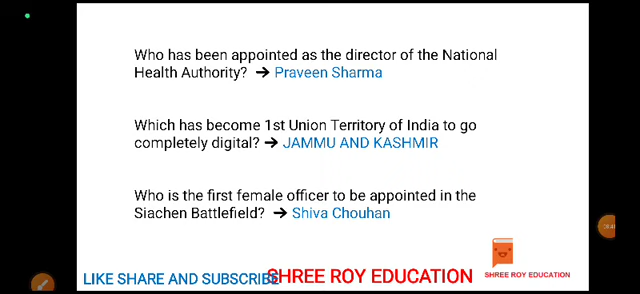 Who has been appointed as the director of the National
Health Authority? → Praveen Sharma
Which has become 1st Union Territory of India to go
completely digital? → JAMMU AND KASHMIR
Who is the first female officer to be appointed in the
Siachen Battlefield? → Shiva Chouhan
LIKE SHARE AND SUBSCRIBE
SHREE ROY EDUCATION
SHREE ROY EDUCATION